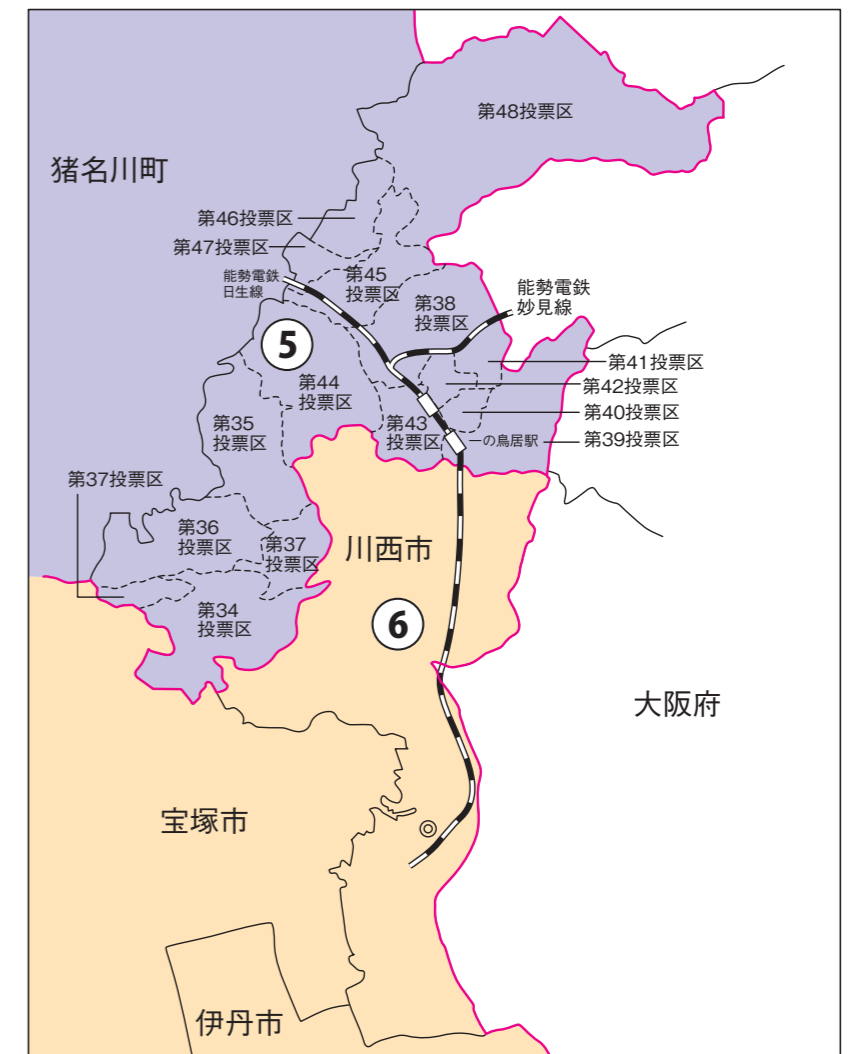 第48投票区
猪名川町
第46投票区
第47投票区
能勢電鉄
日生線
第45
投票区
第38
投票区
能勢電鉄
妙見線
5
第41投票区
第42投票区
第44
投票区
第40投票区
第35
投票区
第43
投票区
一の鳥居駅
第39投票区
第37投票区
第36
投票区
第37
投票区
川西市
第34
投票区
6
大阪府
宝塚市
伊丹市